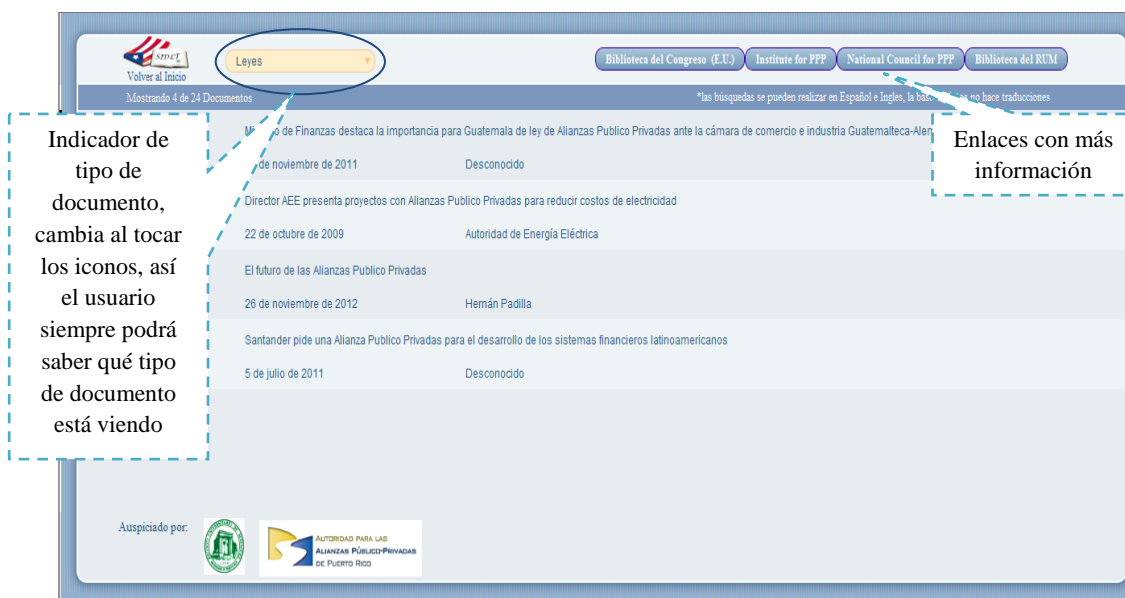 SMET
Volver al Inicio
Leyes
Biblioteca del Congreso (E.U.) Institute for PPP National Council for PPP Biblioteca del RUM
Mostrando 4 de 24 Documentos
*las búsquedas se pueden realizar en Español e Ingles, la no hace traducciones
Indicador de
tipo de
documento,
cambia al tocar
los iconos, así
el usuario
siempre podrá
saber qué tipo
de documento
está viendo
Enlaces con más
información
de Finanzas destaca la importancia para Guatemala de ley de Alianzas Publico Privadas ante la cámara de comercio e industria
de noviembre de 2011 Desconocido
Director AEE presenta proyectos con Alianzas Publico Privadas para reducir costos de electricidad
22 de octubre de 2009 Autoridad de Energía Eléctrica
El futuro de las Alianzas Publico Privadas
26 de noviembre de 2012 Hernán Padilla
Santander pide una Alianza Publico Privadas para el desarrollo de los sistemas financieros latinoamericanos
5 de julio de 2011 Desconocido
Auspiciado por:
AUTORIDAD PARA LAS
ALIANZAS PÚBLICO-PRIVADAS
DE PUERTO RICO